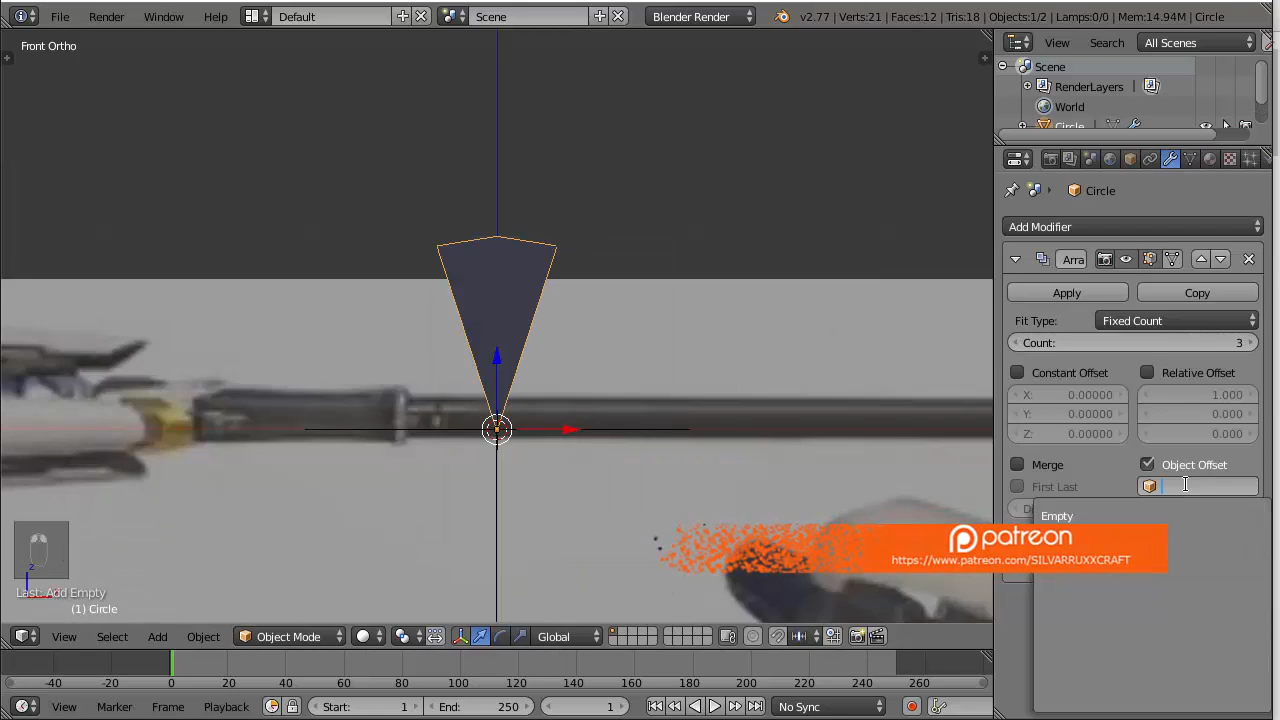 File Render Window Help Default Scene Blender Render v2.77 | Verts:21 | Faces:12 | Tris:18 | Objects:1/2 | Lamps:0/0 | Mem:14.94M | Circle
Front Ortho
View Search All Scenes
Scene
RenderLayers |
World
Circle
Circle
Add Modifier
Arra
Apply Copy
Fit Type: Fixed Count
Count: 3
Constant Offset Relative Offset
X: 0.00000 1.000
Y: 0.00000 0.000
Z: 0.00000 0.000
Merge Object Offset
First Last
Empty
patreon
https://www.patreon.com/SILVARRUXXCRAFT
z
Last: Add Empty
(1) Circle
View Select Add Object Object Mode Global
-40 -20 0 20 40 60 80 100 120 140 160 180 200 220 240 260
View Marker Frame Playback Start: 1 End: 250 1 No Sync